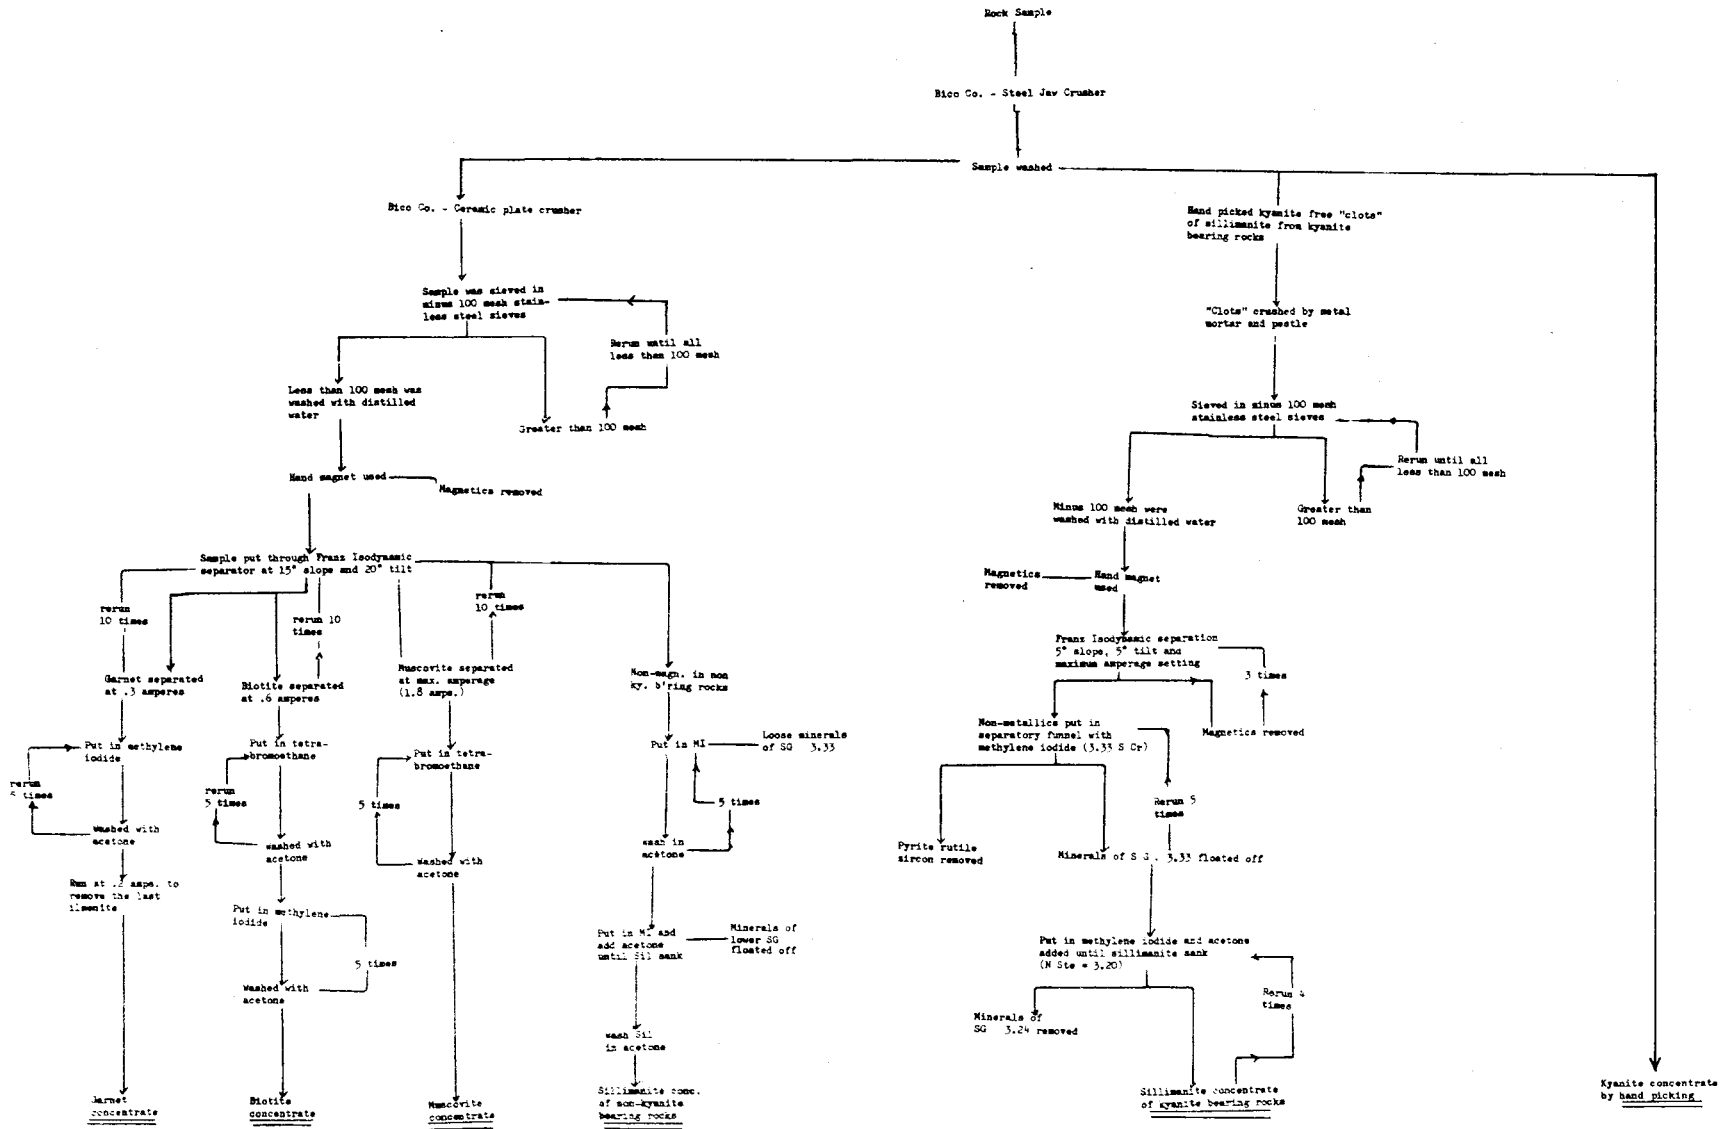 Rock Sample
Bico Co. - Steel Jaw Crusher
Sample washed
Bico Co. - Ceramic plate crusher
Sample was sieved in
minus 100 mesh stain-
less steel sieves
Rerun until all
less than 100 mesh
Less than 100 mesh was
washed with distilled
water
Greater than 100 mesh
Hand magnet used
Magnetics removed
Sample put through Franz Isodynamic
separator at 15° slope and 20° tilt
rerun
10 times
rerun 10
times
rerun
10 times
Garnet separated
at .3 amperes
Biotite separated
at .6 amperes
Muscovite separated
at max. amperage
(1.8 amps.)
Non-magn. in non
ky. b'ring rocks
Put in methylene
iodide
rerun
times
Washed with
acetone
Run at .2 amps. to
remove the last
ilmenite
Garnet
concentrate
Put in tetra-
bromoethane
rerun
5 times
washed with
acetone
Put in methylene
iodide
5 times
Washed with
acetone
Biotite
concentrate
Put in tetra-
bromoethane
5 times
Washed with
acetone
Muscovite
concentrate
Put in MI
Loose minerals
of SG 3.33
5 times
wash in
acetone
Put in MI and
add acetone
until Sil sank
Minerals of
lower SG
floated off
wash Sil
in acetone
Sillimanite conc.
of non-kyanite
bearing rocks
Hand picked kyanite free "clots"
of sillimanite from kyanite
bearing rocks
"Clots" crushed by metal
mortar and pestle
Sieved in minus 100 mesh
stainless steel sieves
Rerun until all
less than 100 mesh
Minus 100 mesh were
washed with distilled water
Greater than
100 mesh
Magnetics
removed
Hand magnet
used
Franz Isodynamic separation
5° slope, 5° tilt and
maximum amperage setting
3 times
Magnetics removed
Non-metallics put in
separatory funnel with
methylene iodide (3.33 S Cr)
Rerun 5
times
Pyrite rutile
zircon removed
Minerals of S G . 3.33 floated off
Put in methylene iodide and acetone
added until sillimanite sank
(N Ste = 3.20)
Rerun 4
times
Minerals of
SG 3.24 removed
Sillimanite concentrate
of kyanite bearing rocks
Kyanite concentrate
by hand picking